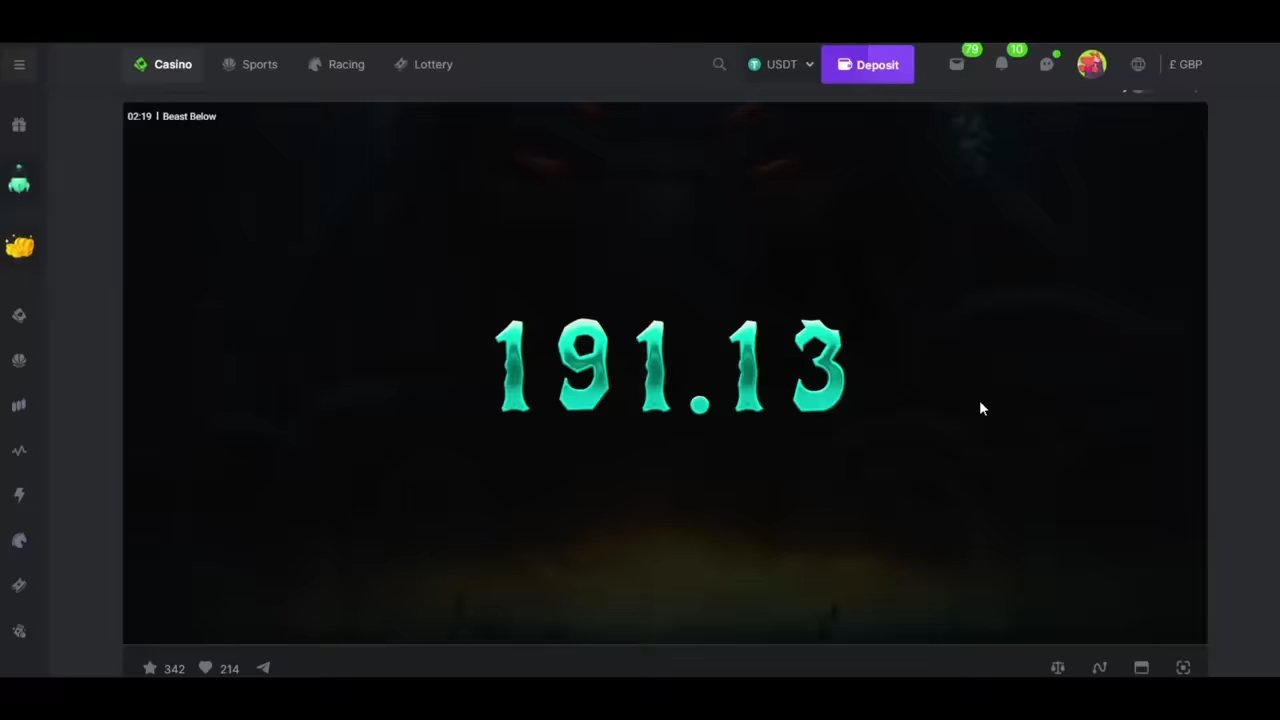 Casino Sports Racing Lottery USDT Deposit 79 10 £ GBP
02:19 | Beast Below
191.13
342 214